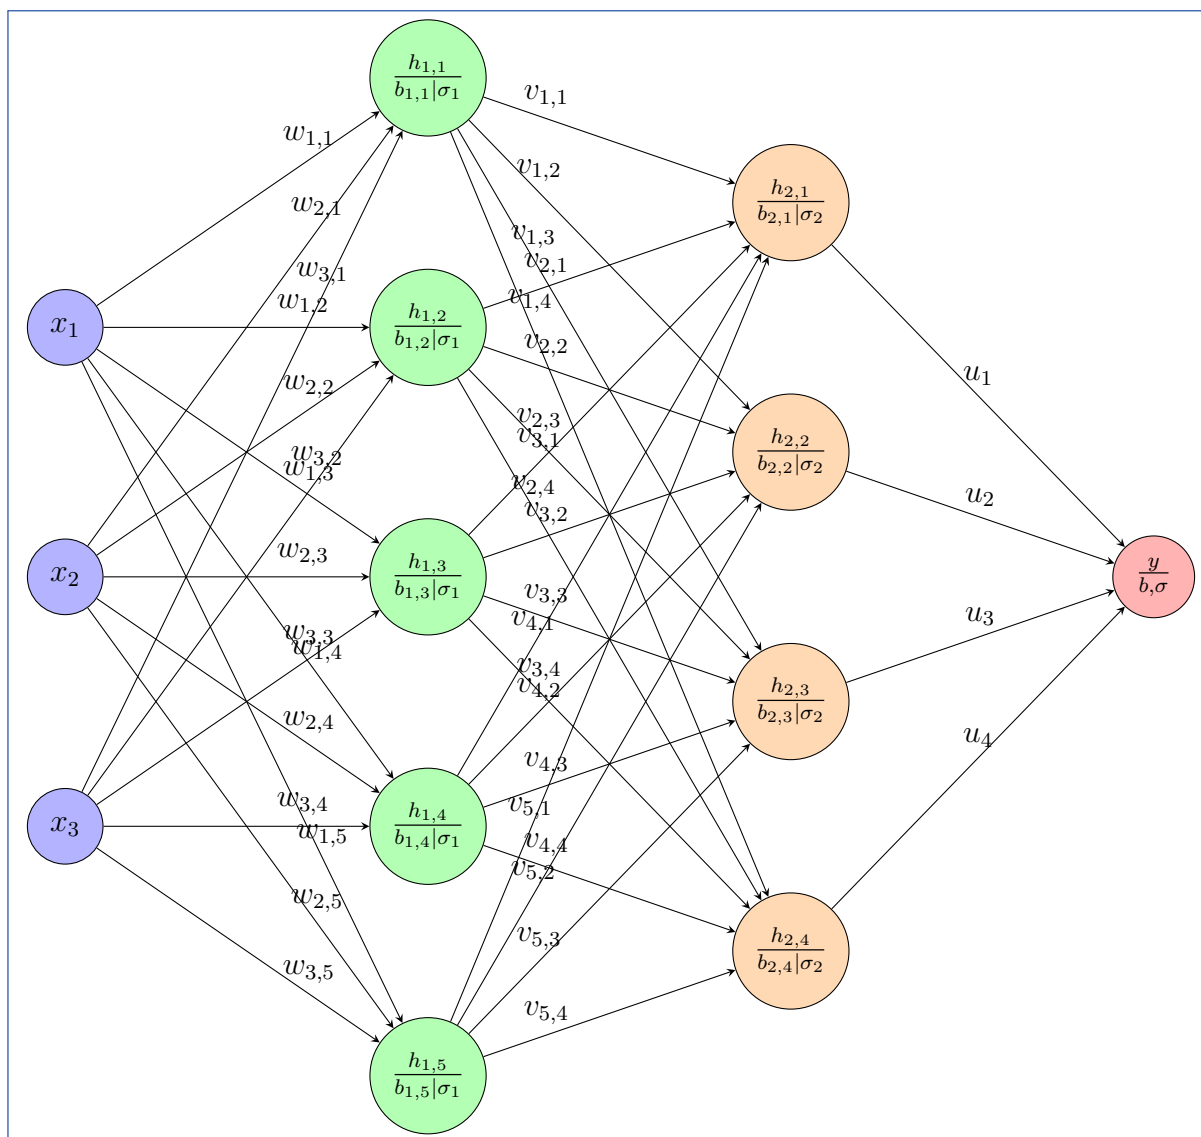 h1,1
b1,1|σ1
v1,1
w1,1
v1,2
h2,1
b2,1|σ2
w2,1
v1,3
v2,1
w3,1
w1,2
v1,4
x1
h1,2
b1,2|σ1
v2,2
w2,2
u1
v2,3
v3,1
h2,2
b2,2|σ2
w3,2
w1,3
v2,4
u2
v3,2
w2,3
x2
h1,3
b1,3|σ1
y
b,σ
v3,3
v4,1
u3
w3,3
w1,4
v3,4
v4,2
h2,3
b2,3|σ2
w2,4
u4
v4,3
w3,4
v5,1
x3
h1,4
b1,4|σ1
w1,5
v4,4
v5,2
w2,5
v5,3
h2,4
b2,4|σ2
w3,5
v5,4
h1,5
b1,5|σ1